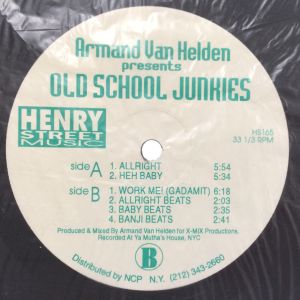 Armand Van Helden
presents
OLD SCHOOL JUNKIES
HENRY
STREET
MUSIC
HS165
33 1/3 RPM
side A
1. ALLRIGHT 5:54
2. HEH BABY 5:34
side B
1. WORK ME! (GADAMIT) 6:18
2. ALLRIGHT BEATS 2:03
3. BABY BEATS 2:35
4. BANJI BEATS 2:41
Produced & Mixed By Armand Van Helden for X-MIX Productions.
Recorded At Ya Mutha's House, NYC
B
Distributed by NCP N.Y. (212) 343-2660